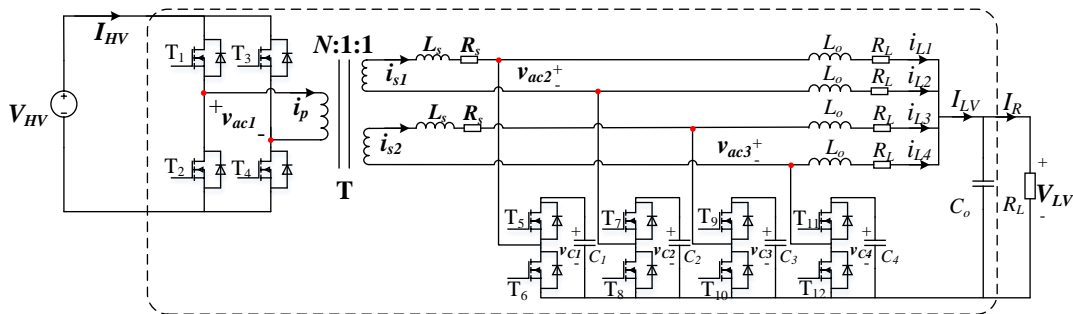 I_HV
T_1
T_3
V_HV
+
v_ac1
-
i_p
T_2
T_4
N:1:1
T
L_s
R_s
i_s1
v_ac2
+
-
L_s
R_s
i_s2
v_ac3
+
-
L_o
R_L
i_L1
L_o
R_L
i_L2
L_o
R_L
i_L3
L_o
R_L
i_L4
I_LV
I_R
C_o
R_L
+
V_LV
-
T_5
T_6
+
v_C1
-
C_1
T_7
T_8
+
v_C2
-
C_2
T_9
T_10
+
v_C3
-
C_3
T_11
T_12
+
v_C4
-
C_4